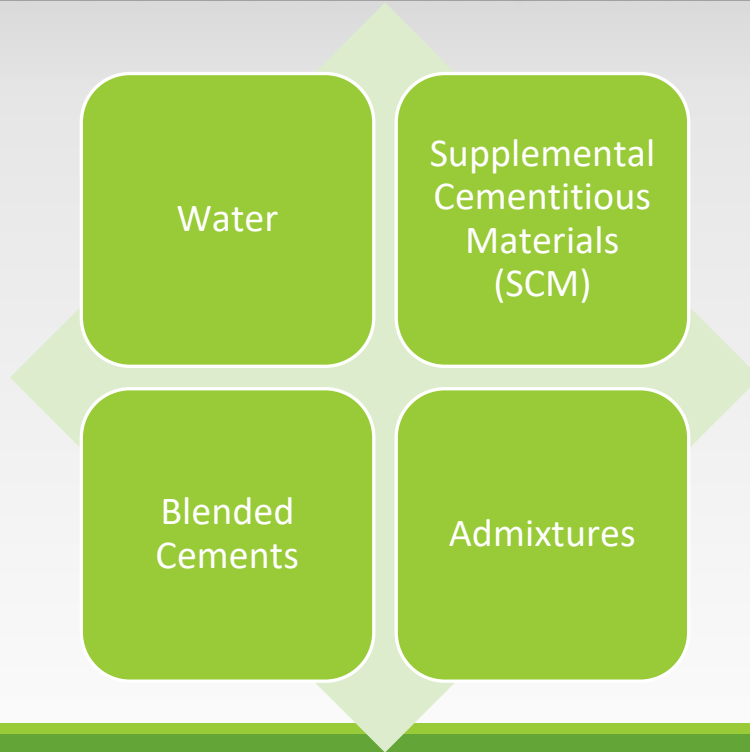 Water
Supplemental
Cementitious
Materials
(SCM)
Blended
Cements
Admixtures